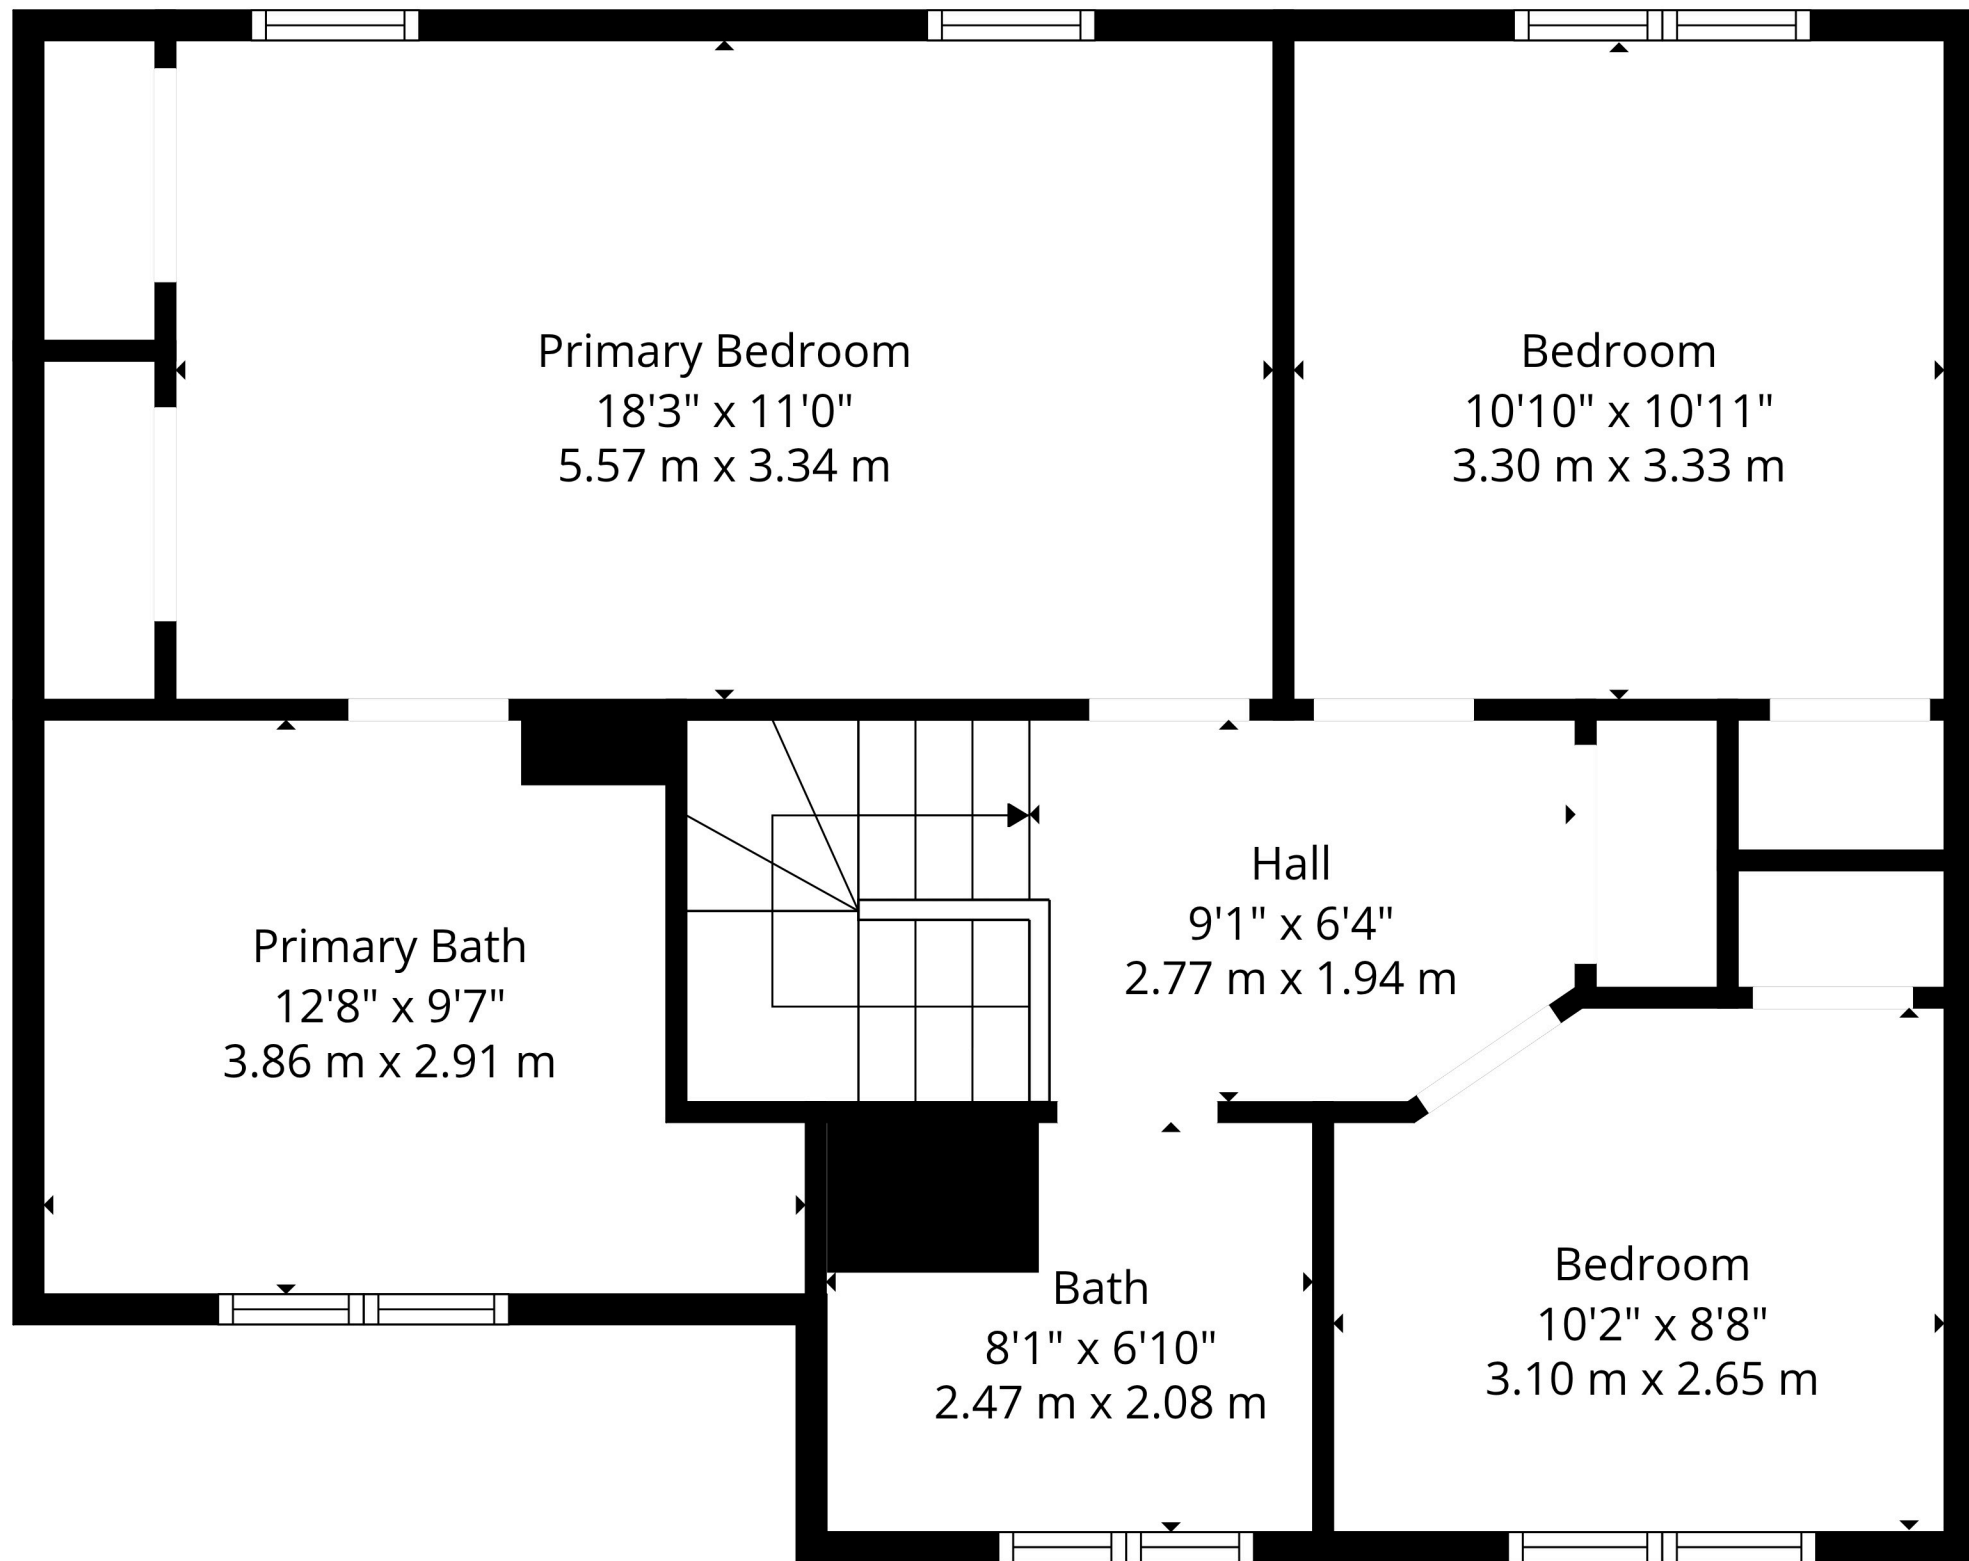 Primary Bedroom
18'3" x 11'0"
5.57 m x 3.34 m
Bedroom
10'10" x 10'11"
3.30 m x 3.33 m
Hall
9'1" x 6'4"
2.77 m x 1.94 m
Primary Bath
12'8" x 9'7"
3.86 m x 2.91 m
Bath
8'1" x 6'10"
2.47 m x 2.08 m
Bedroom
10'2" x 8'8"
3.10 m x 2.65 m